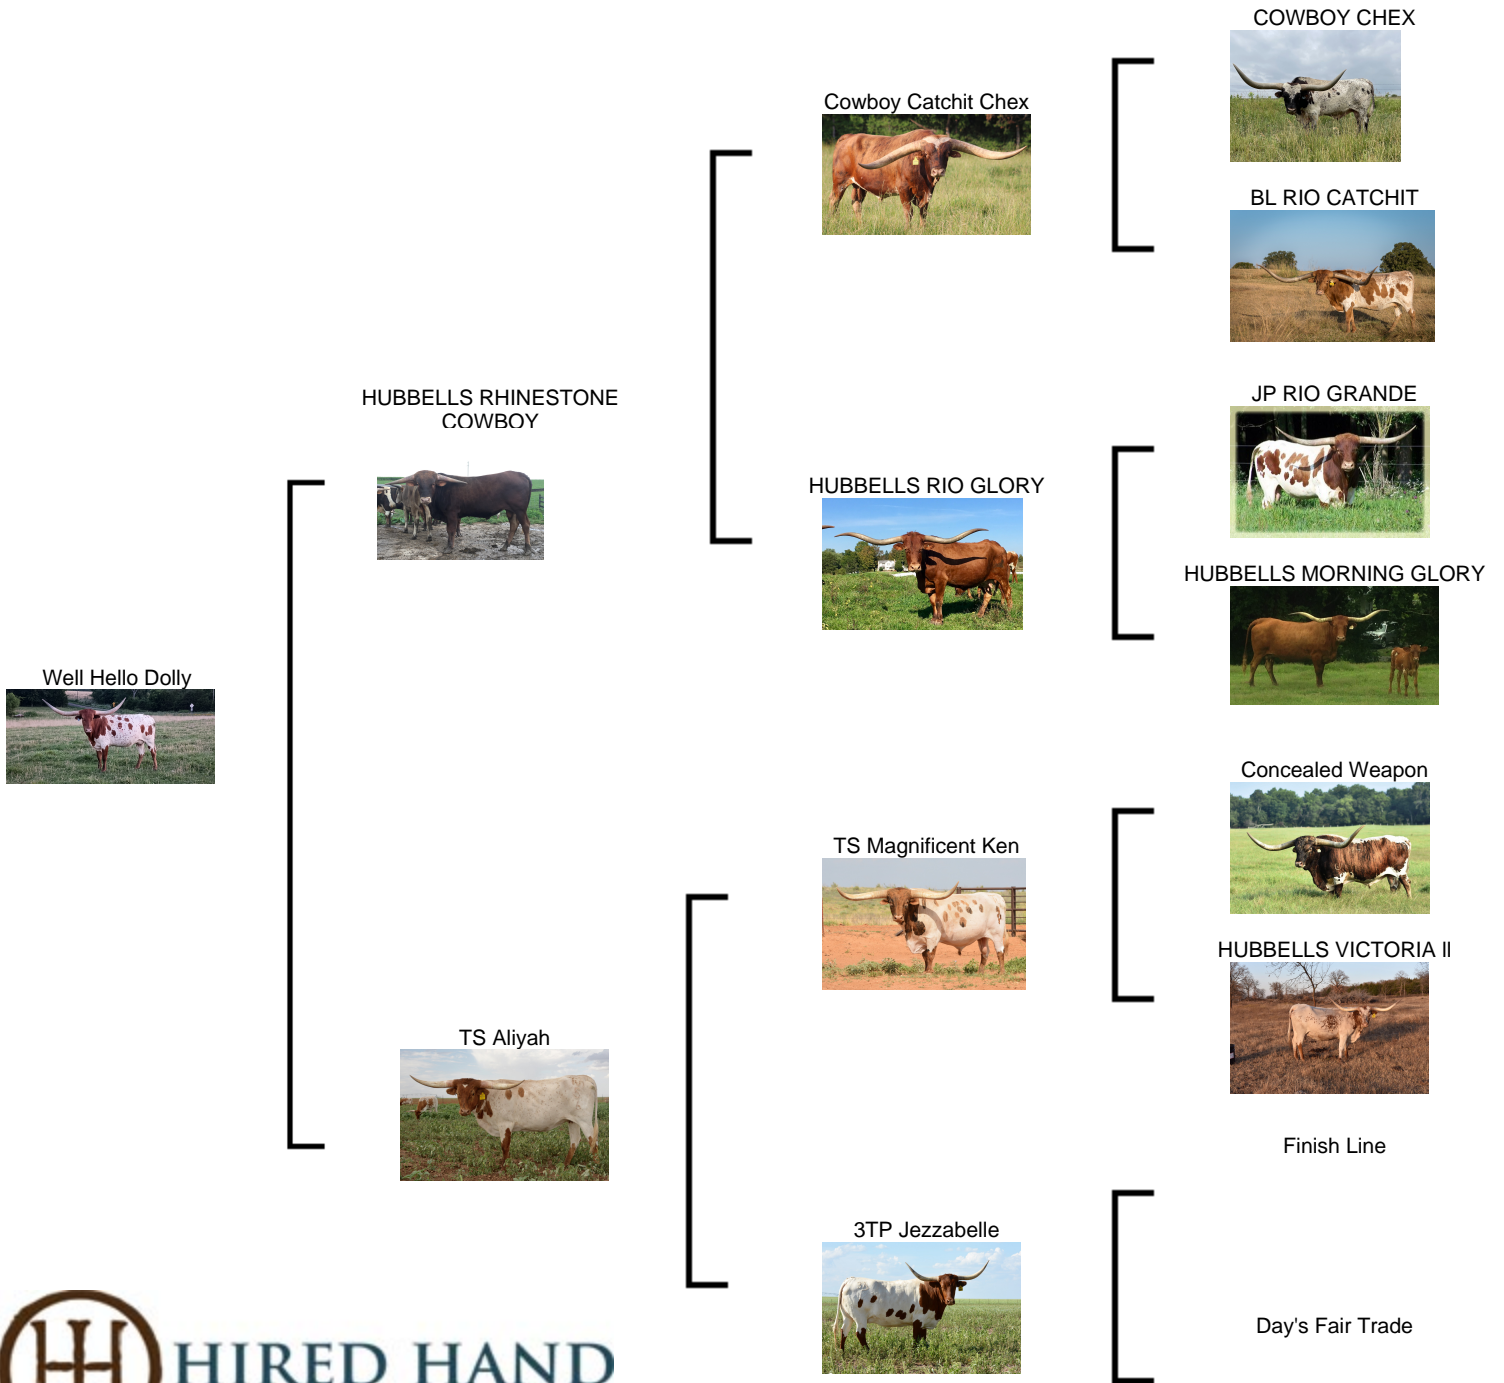 COWBOY CHEX
Cowboy Catchit Chex
BL RIO CATCHIT
HUBBELLS RHINESTONE
COWBOY
JP RIO GRANDE
HUBBELLS RIO GLORY
HUBBELLS MORNING GLORY
Well Hello Dolly
Concealed Weapon
TS Magnificent Ken
HUBBELLS VICTORIA II
TS Aliyah
Finish Line
3TP Jezzabelle
Day's Fair Trade
HIRED HAND